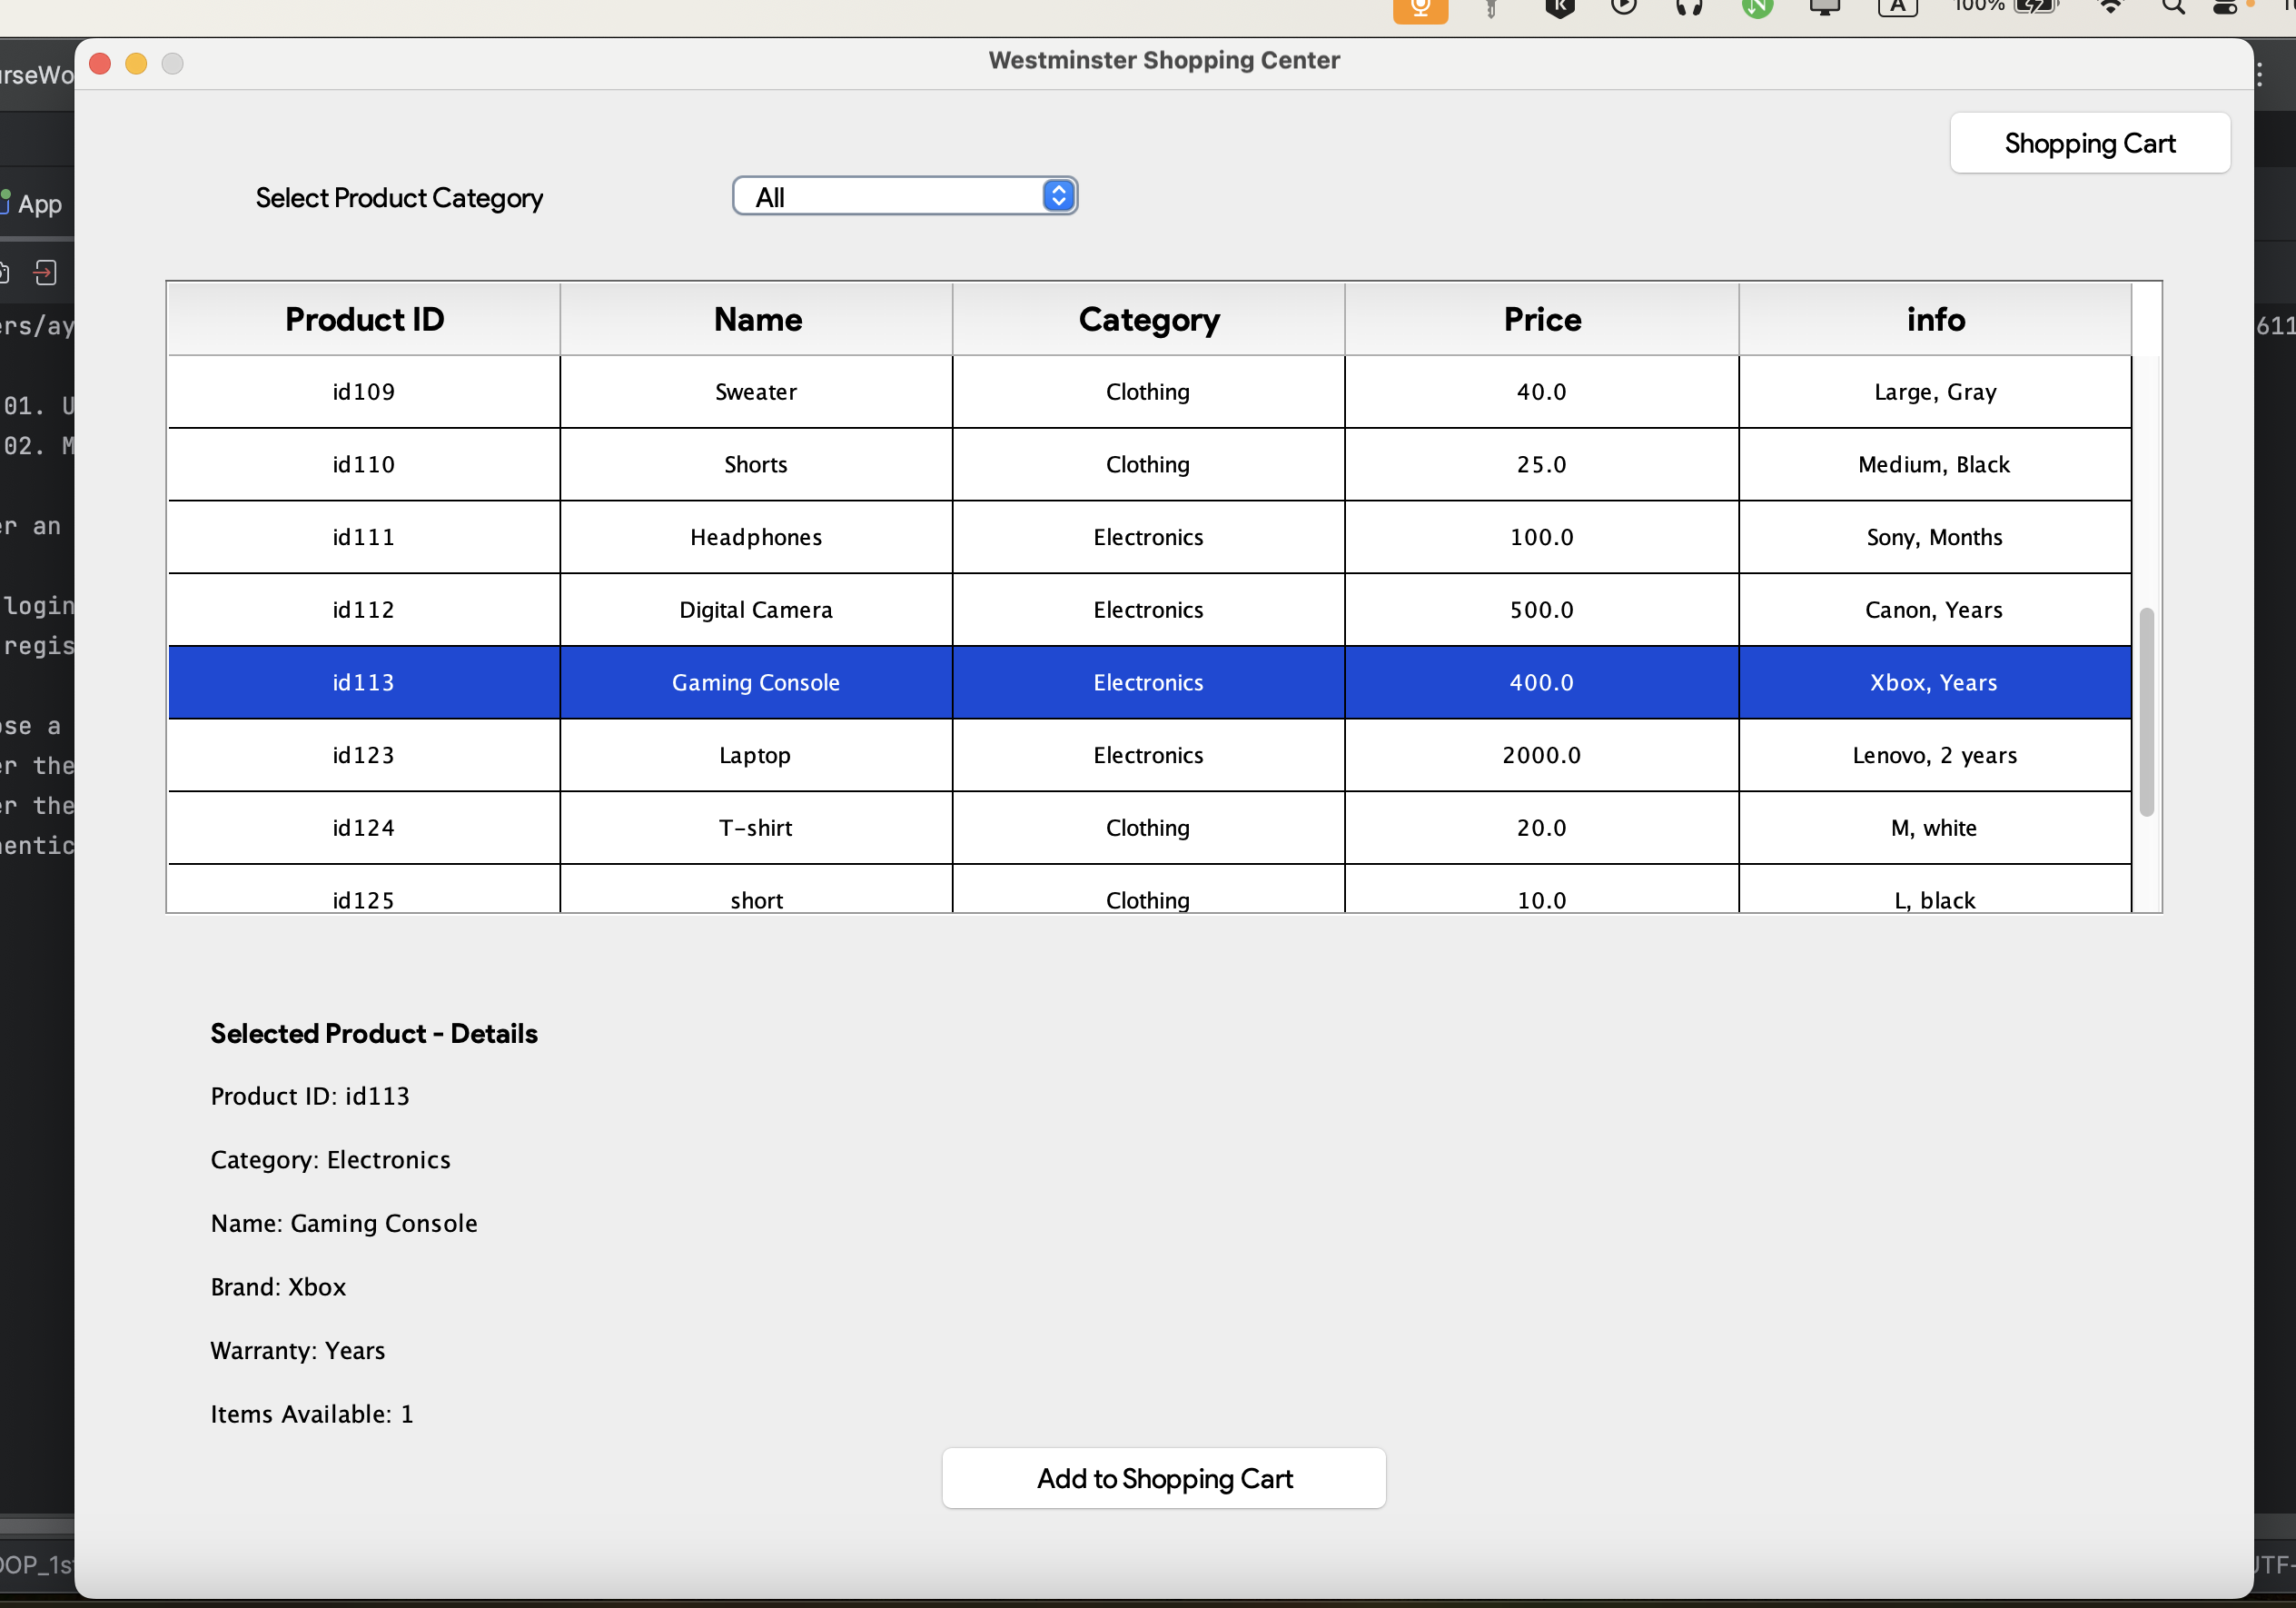 100%
A
Westminster Shopping Center
Shopping Cart
Select Product Category All
Product ID Name Category Price info
id109 Sweater Clothing 40.0 Large, Gray
id110 Shorts Clothing 25.0 Medium, Black
id111 Headphones Electronics 100.0 Sony, Months
id112 Digital Camera Electronics 500.0 Canon, Years
id113 Gaming Console Electronics 400.0 Xbox, Years
id123 Laptop Electronics 2000.0 Lenovo, 2 years
id124 T-shirt Clothing 20.0 M, white
id125 short Clothing 10.0 L, black
Selected Product - Details
Product ID: id113
Category: Electronics
Name: Gaming Console
Brand: Xbox
Warranty: Years
Items Available: 1
Add to Shopping Cart
App
01. U
02. M
er an
login
regis
se a
er the
er the
entic
OOP_1s
UTF-
611